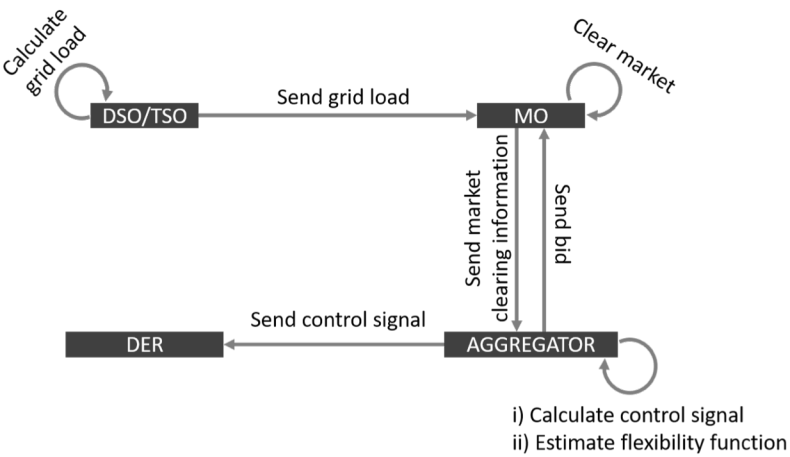 Calculate
grid load
Clear market
Send grid load
DSO/TSO
MO
Send market
clearing information
Send bid
Send control signal
DER
AGGREGATOR
i) Calculate control signal
ii) Estimate flexibility function